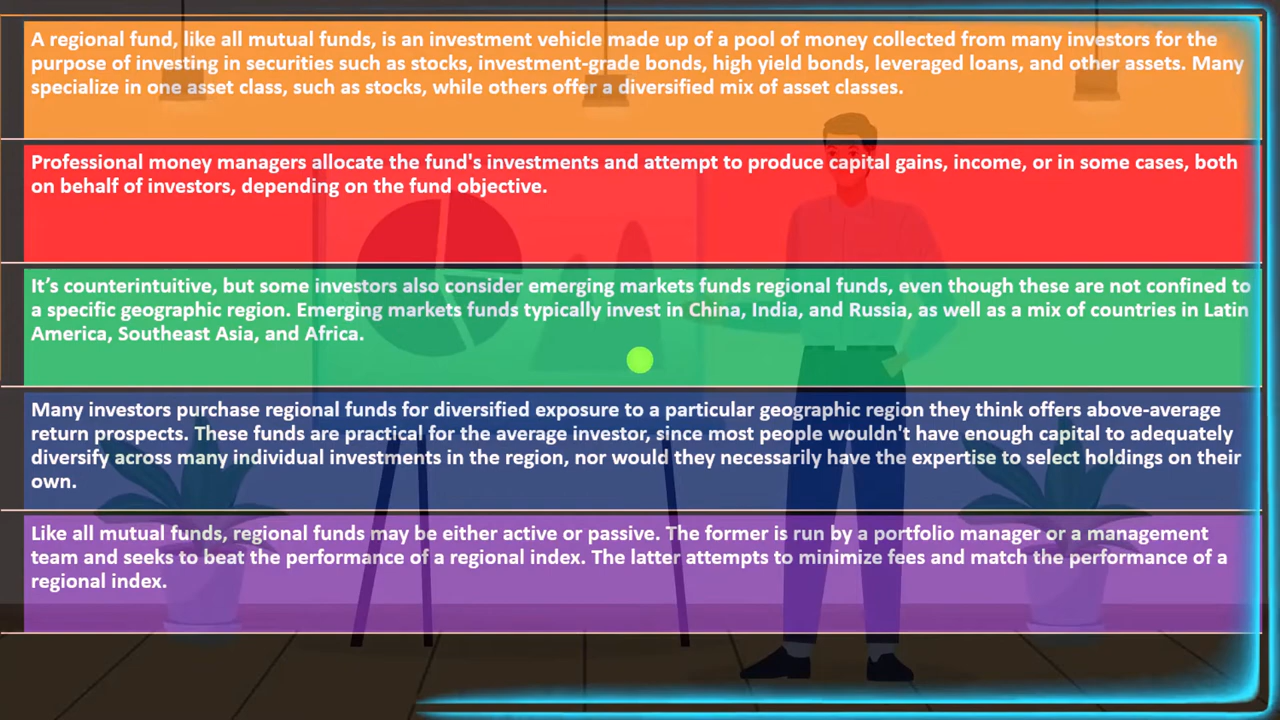 A regional fund, like all mutual funds, is an investment vehicle made up of a pool of money collected from many investors for the
purpose of investing in securities such as stocks, investment-grade bonds, high yield bonds, leveraged loans, and other assets. Many
specialize in one asset class, such as stocks, while others offer a diversified mix of asset classes.
Professional money managers allocate the fund's investments and attempt to produce capital gains, income, or in some cases, both
on behalf of investors, depending on the fund objective.
It’s counterintuitive, but some investors also consider emerging markets funds regional funds, even though these are not confined to
a specific geographic region. Emerging markets funds typically invest in China, India, and Russia, as well as a mix of countries in Latin
America, Southeast Asia, and Africa.
Many investors purchase regional funds for diversified exposure to a particular geographic region they think offers above-average
return prospects. These funds are practical for the average investor, since most people wouldn't have enough capital to adequately
diversify across many individual investments in the region, nor would they necessarily have the expertise to select holdings on their
own.
Like all mutual funds, regional funds may be either active or passive. The former is run by a portfolio manager or a management
team and seeks to beat the performance of a regional index. The latter attempts to minimize fees and match the performance of a
regional index.